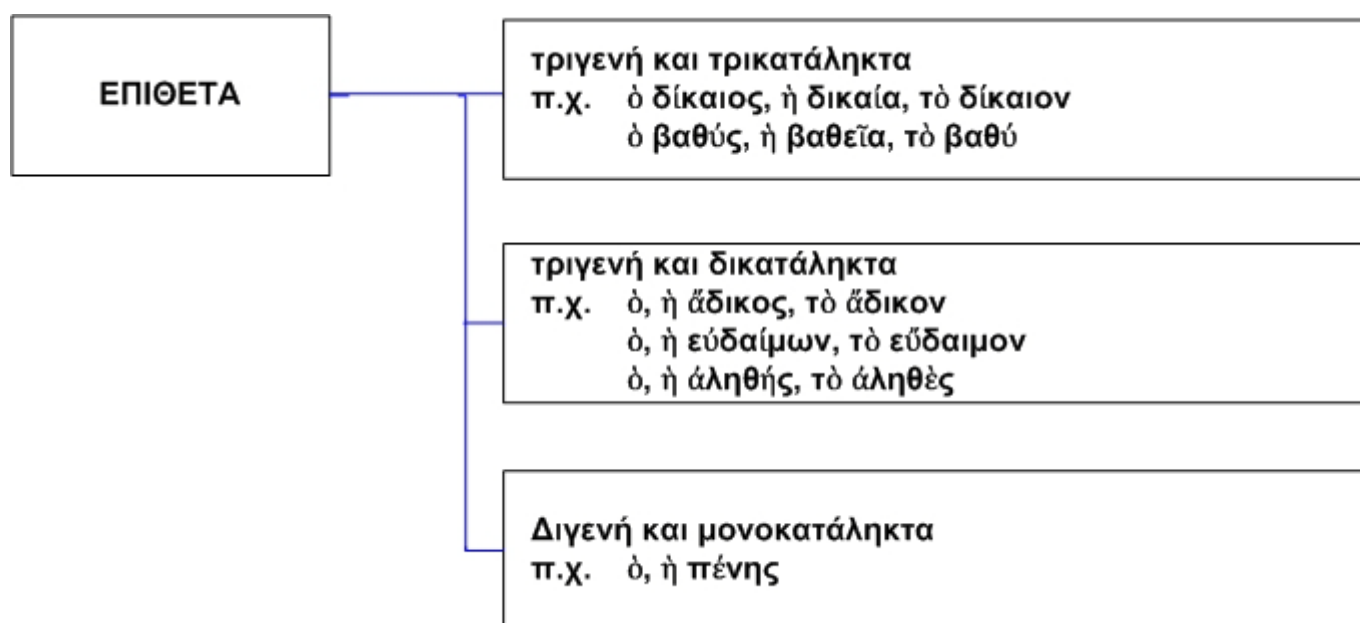 ΕΠΙΘΕΤΑ
τριγενή και τρικατάληκτα
π.χ. ὁ δίκαιος, ἡ δικαία, τὸ δίκαιον
ὁ βαθύς, ἡ βαθεῖα, τὸ βαθύ
τριγενή και δικατάληκτα
π.χ. ὁ, ἡ ἄδικος, τὸ ἄδικον
ὁ, ἡ εὐδαίμων, τὸ εὔδαιμον
ὁ, ἡ ἀληθής, τὸ ἀληθὲς
Διγενή και μονοκατάληκτα
π.χ. ὁ, ἡ πένης